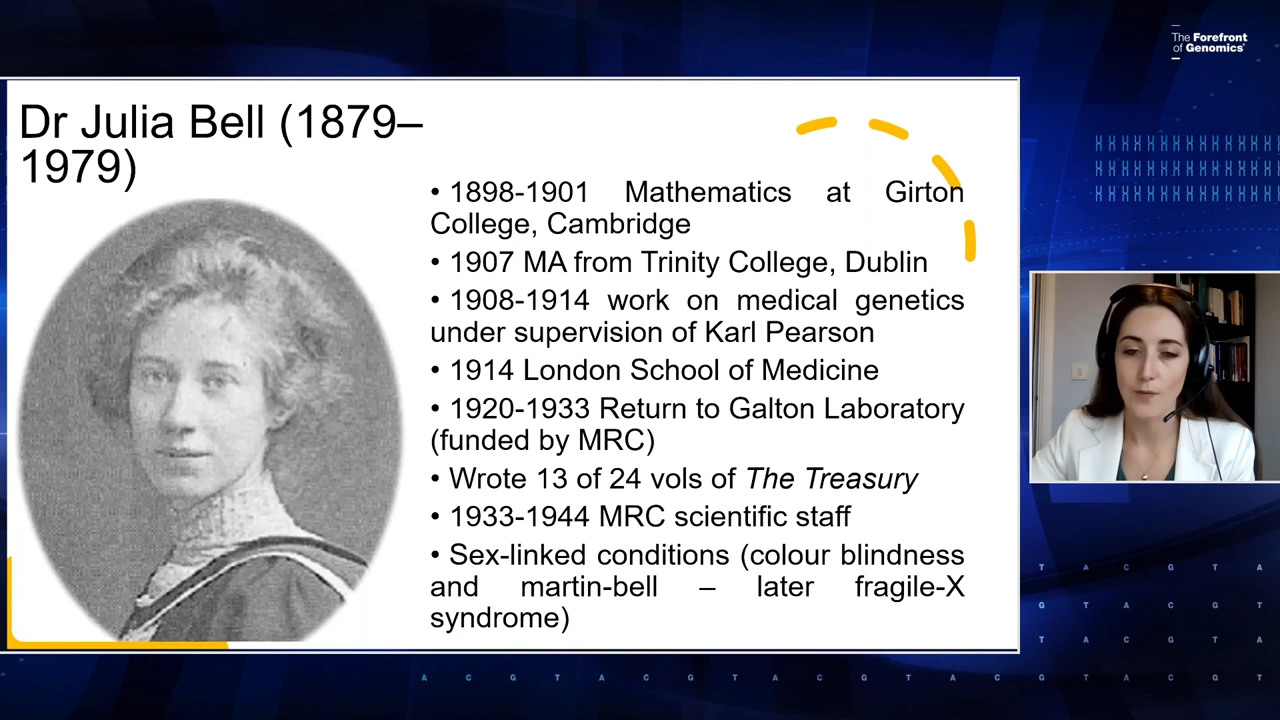 The Forefront
of Genomics®
Dr Julia Bell (1879–
1979)
• 1898-1901 Mathematics at Girton
College, Cambridge
• 1907 MA from Trinity College, Dublin
• 1908-1914 work on medical genetics
under supervision of Karl Pearson
• 1914 London School of Medicine
• 1920-1933 Return to Galton Laboratory
(funded by MRC)
• Wrote 13 of 24 vols of The Treasury
• 1933-1944 MRC scientific staff
• Sex-linked conditions (colour blindness
and martin-bell – later fragile-X
syndrome)
T A C G T A
G T A C G T
T A C G T A
A C G T A C G T A C G T A C G T A C G T